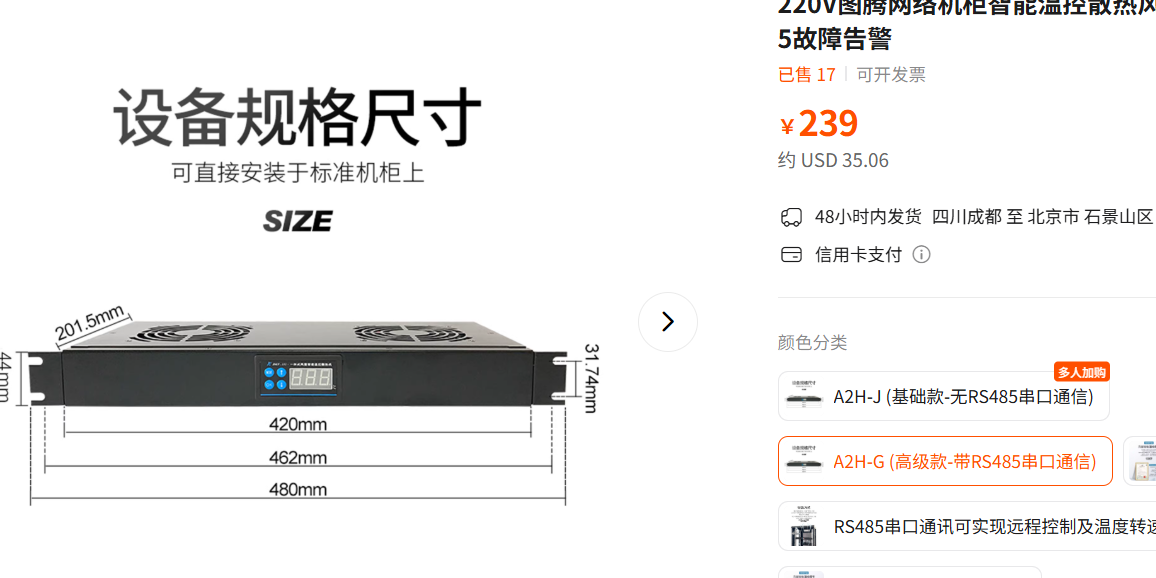 220V图腾网络机柜智能温控散热风
5故障告警
已售 17
可开发票
¥239
约 USD 35.06
48小时内发货 四川成都 至 北京市 石景山区
信用卡支付
颜色分类
多人加购
A2H-J (基础款-无RS485串口通信)
A2H-G (高级款-带RS485串口通信)
RS485串口通讯可实现远程控制及温度转速
设备规格尺寸
可直接安装于标准机柜上
SIZE
201.5mm
44mm
31.74mm
420mm
462mm
480mm